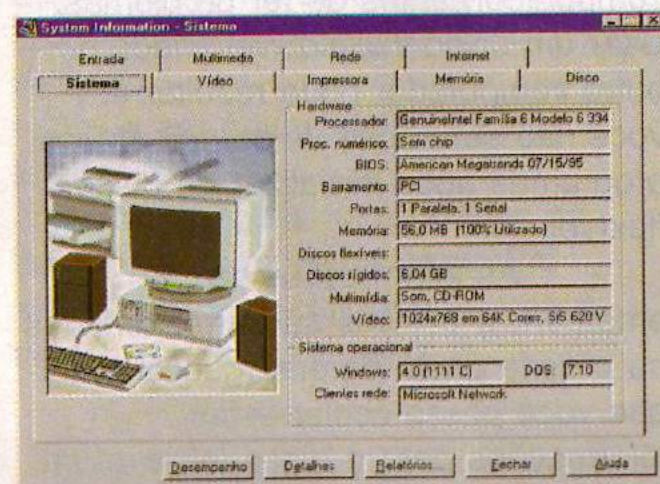 System Information - Sistema
Entrada Multimedia Rede Internet
Sistema Vídeo Impressora Memória Disco
Hardware
Processador: GenuineIntel Família 6 Modelo 6 334
Proc. numérico: Sem chip
BIOS: American Megatrends 07/15/95
Barramento: PCI
Portas: 1 Paralela, 1 Serial
Memória: 56,0 MB (100% Utilizado)
Discos flexíveis:
Discos rígidos: 6,04 GB
Multimídia: Som, CD-ROM
Vídeo: 1024x768 em 64K Cores, SiS 620 V
Sistema operacional
Windows: 4.0 (1111 C) DOS: 7.10
Clientes rede: Microsoft Network
Desempenho Detalhes Relatórios... Fechar Ajuda